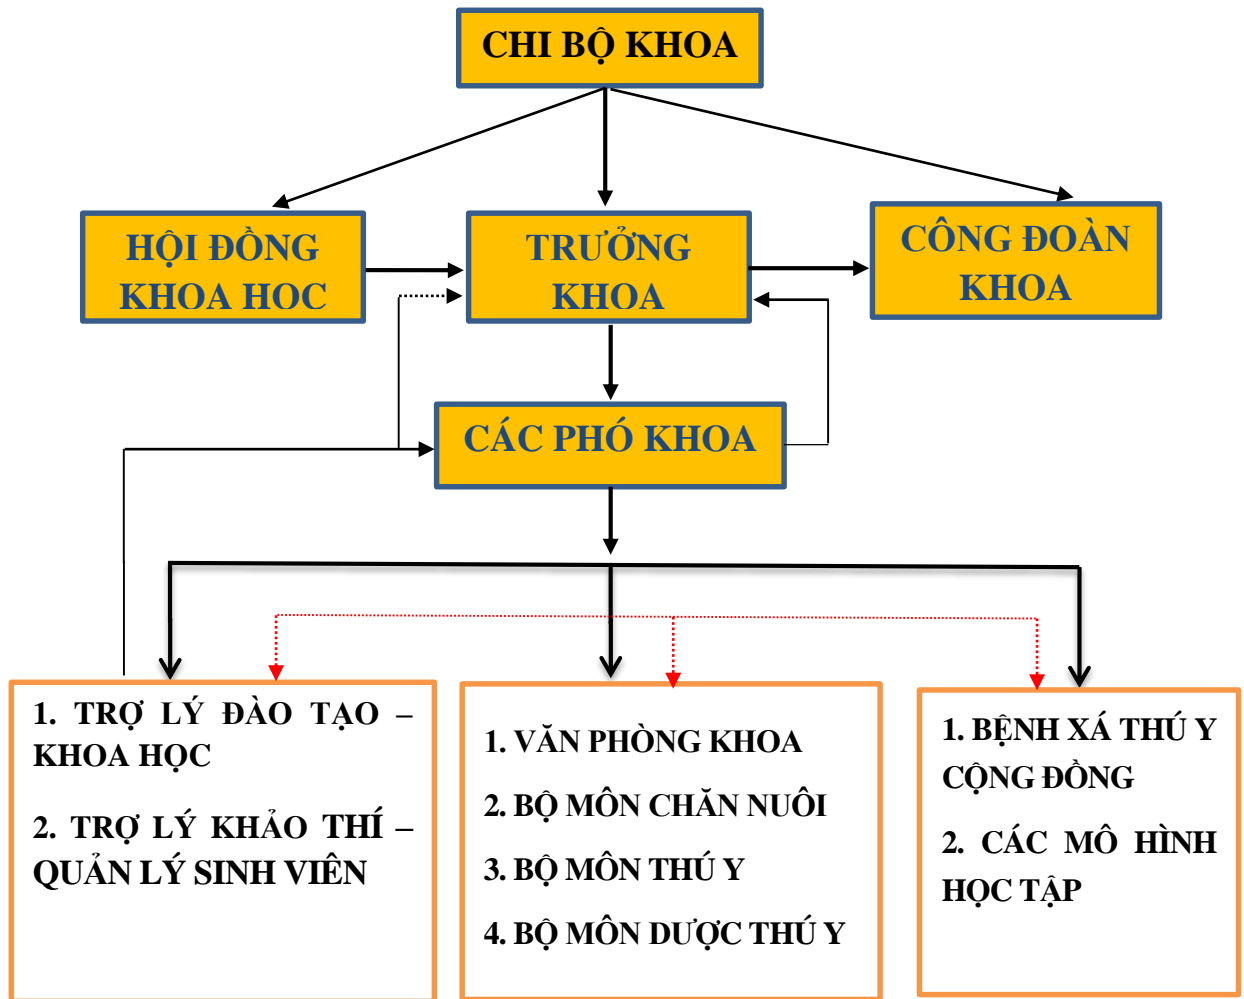 CHI BỘ KHOA
HỘI ĐỒNG
KHOA HỌC
TRƯỞNG
KHOA
CÔNG ĐOÀN
KHOA
CÁC PHÓ KHOA
1. TRỢ LÝ ĐÀO TẠO –
KHOA HỌC
2. TRỢ LÝ KHẢO THÍ –
QUẢN LÝ SINH VIÊN
1. VĂN PHÒNG KHOA
2. BỘ MÔN CHĂN NUÔI
3. BỘ MÔN THÚ Y
4. BỘ MÔN DƯỢC THÚ Y
1. BỆNH XÁ THÚ Y
CỘNG ĐỒNG
2. CÁC MÔ HÌNH
HỌC TẬP